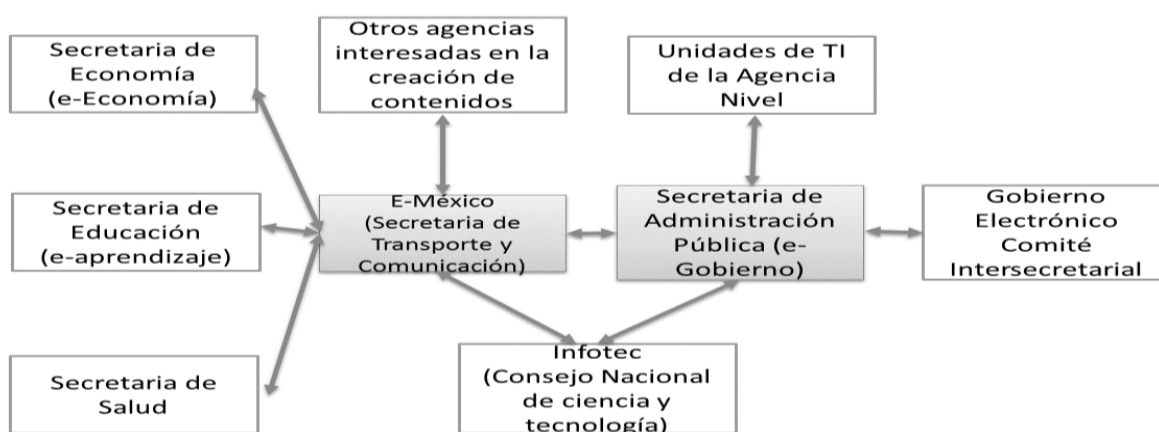 Secretaria de
Economía
(e-Economía)
Otros agencias
interesadas en la
creación de
contenidos
Unidades de TI
de la Agencia
Nivel
Secretaria de
Educación
(e-aprendizaje)
E-México
(Secretaria de
Transporte y
Comunicación)
Secretaria de
Administración
Pública (e-
Gobierno)
Gobierno
Electrónico
Comité
Intersecretarial
Secretaria de
Salud
Infotec
(Consejo Nacional
de ciencia y
tecnología)